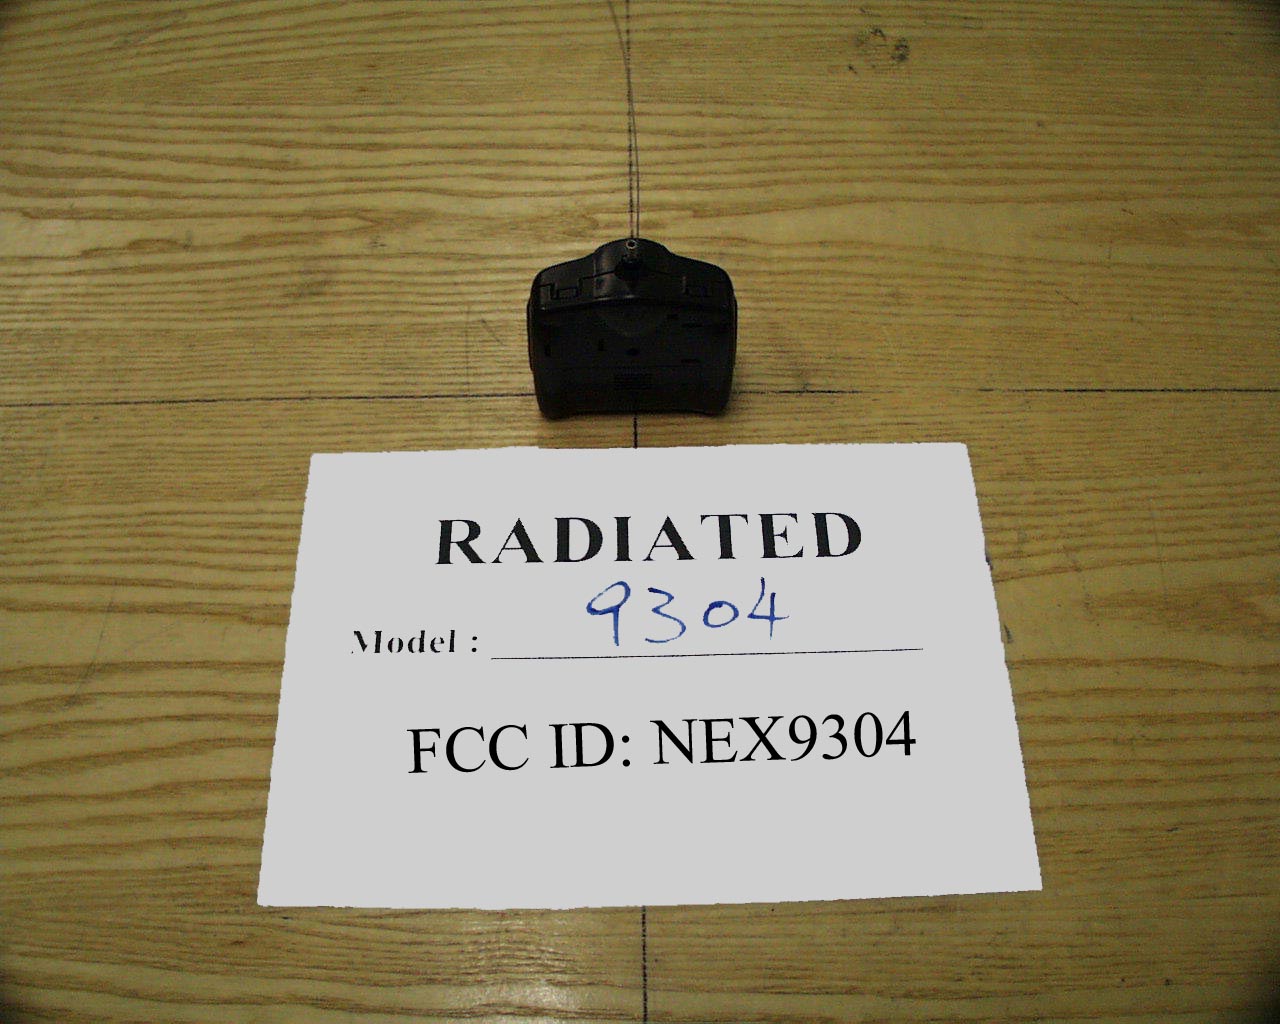 RADIATED
Model : 9304
FCC ID: NEX9304